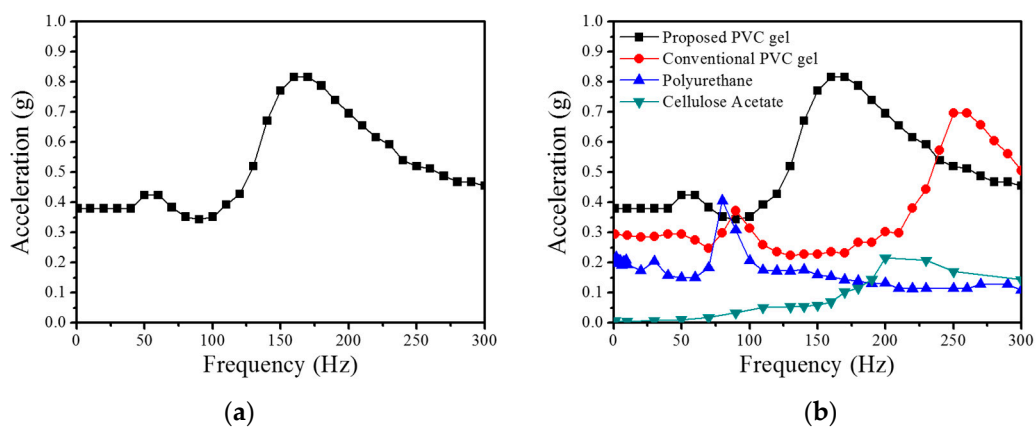 1.0
0.9
0.8
0.7
0.6
0.5
0.4
0.3
0.2
0.1
0.0
Acceleration (g)
0 50 100 150 200 250 300
Frequency (Hz)
(a)
1.0
0.9
0.8
0.7
0.6
0.5
0.4
0.3
0.2
0.1
0.0
Acceleration (g)
Proposed PVC gel
Conventional PVC gel
Polyurethane
Cellulose Acetate
0 50 100 150 200 250 300
Frequency (Hz)
(b)